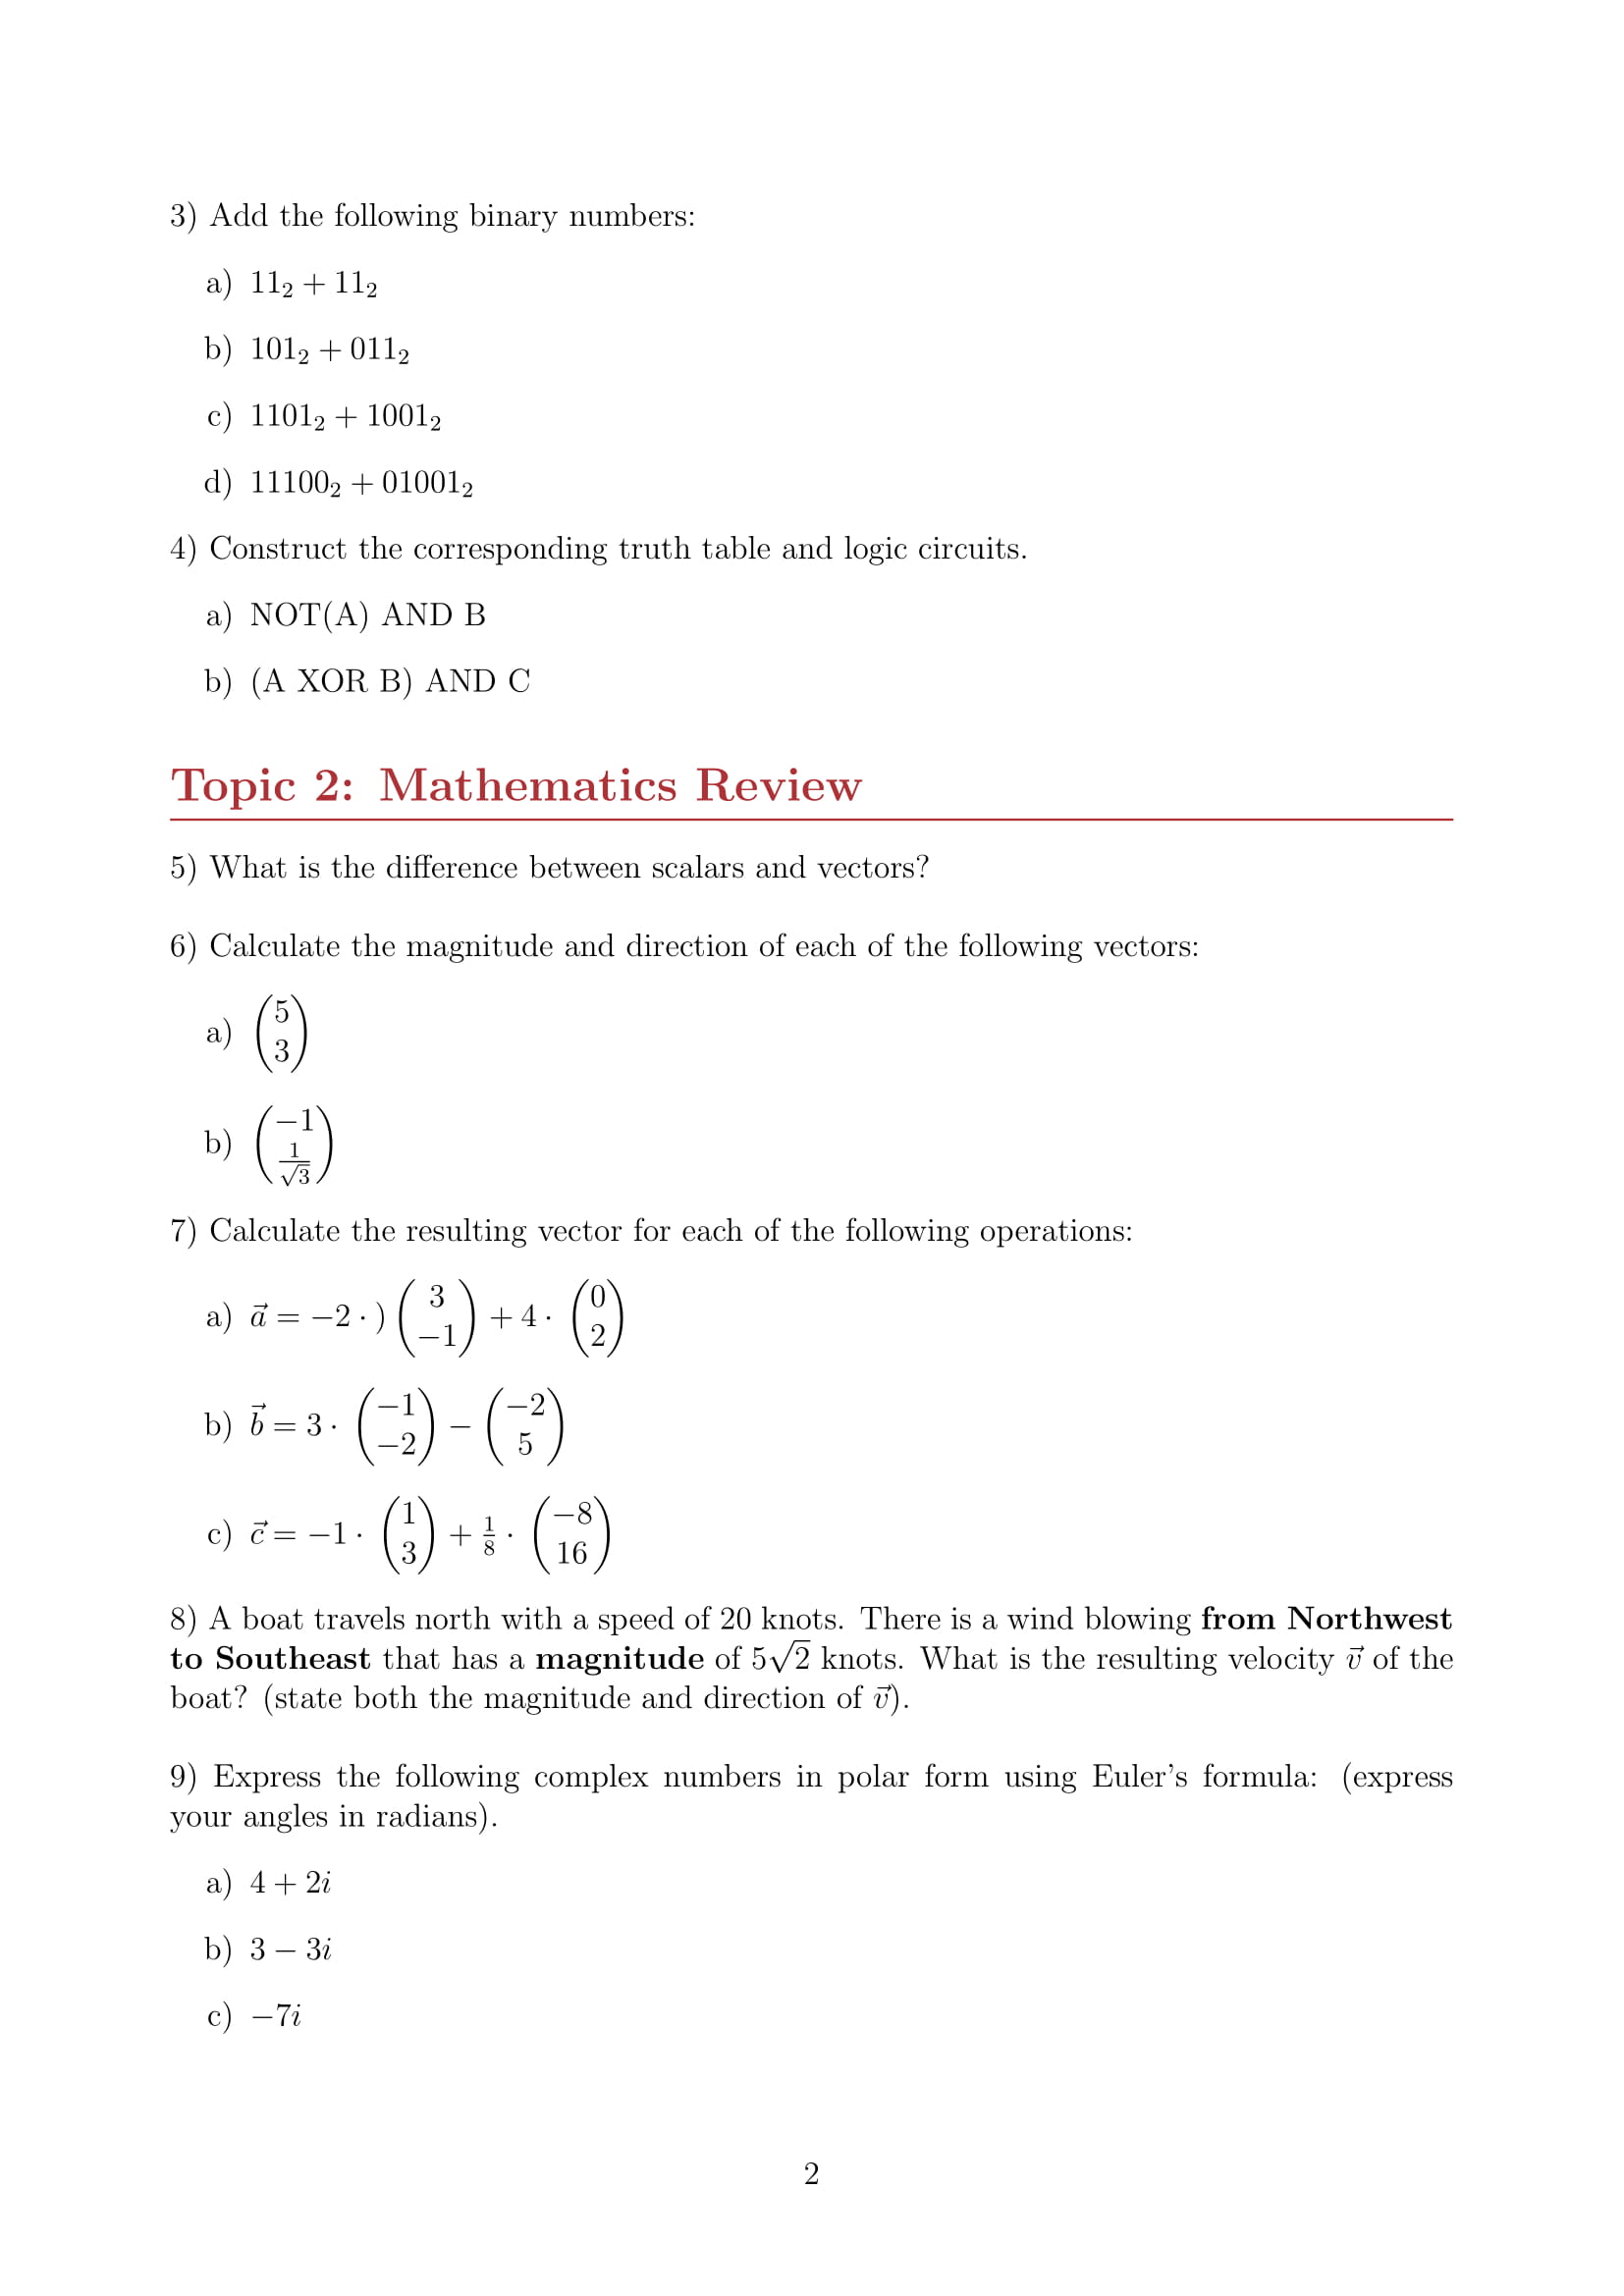 3) Add the following binary numbers:
a) 11₂ + 11₂
b) 101₂ + 011₂
c) 1101₂ + 1001₂
d) 11100₂ + 01001₂
4) Construct the corresponding truth table and logic circuits.
a) NOT(A) AND B
b) (A XOR B) AND C
Topic 2: Mathematics Review
5) What is the difference between scalars and vectors?
6) Calculate the magnitude and direction of each of the following vectors:
a) \begin{pmatrix} 5 \\ 3 \end{pmatrix}
b) \begin{pmatrix} -1 \\ \frac{1}{\sqrt{3}} \end{pmatrix}
7) Calculate the resulting vector for each of the following operations:
a) \vec{a} = -2 \cdot ) \begin{pmatrix} 3 \\ -1 \end{pmatrix} + 4 \cdot \begin{pmatrix} 0 \\ 2 \end{pmatrix}
b) \vec{b} = 3 \cdot \begin{pmatrix} -1 \\ -2 \end{pmatrix} - \begin{pmatrix} -2 \\ 5 \end{pmatrix}
c) \vec{c} = -1 \cdot \begin{pmatrix} 1 \\ 3 \end{pmatrix} + \frac{1}{8} \cdot \begin{pmatrix} -8 \\ 16 \end{pmatrix}
8) A boat travels north with a speed of 20 knots. There is a wind blowing from Northwest
to Southeast that has a magnitude of 5√2 knots. What is the resulting velocity \vec{v} of the
boat? (state both the magnitude and direction of \vec{v}).
9) Express the following complex numbers in polar form using Euler's formula: (express
your angles in radians).
a) 4 + 2i
b) 3 − 3i
c) −7i
2